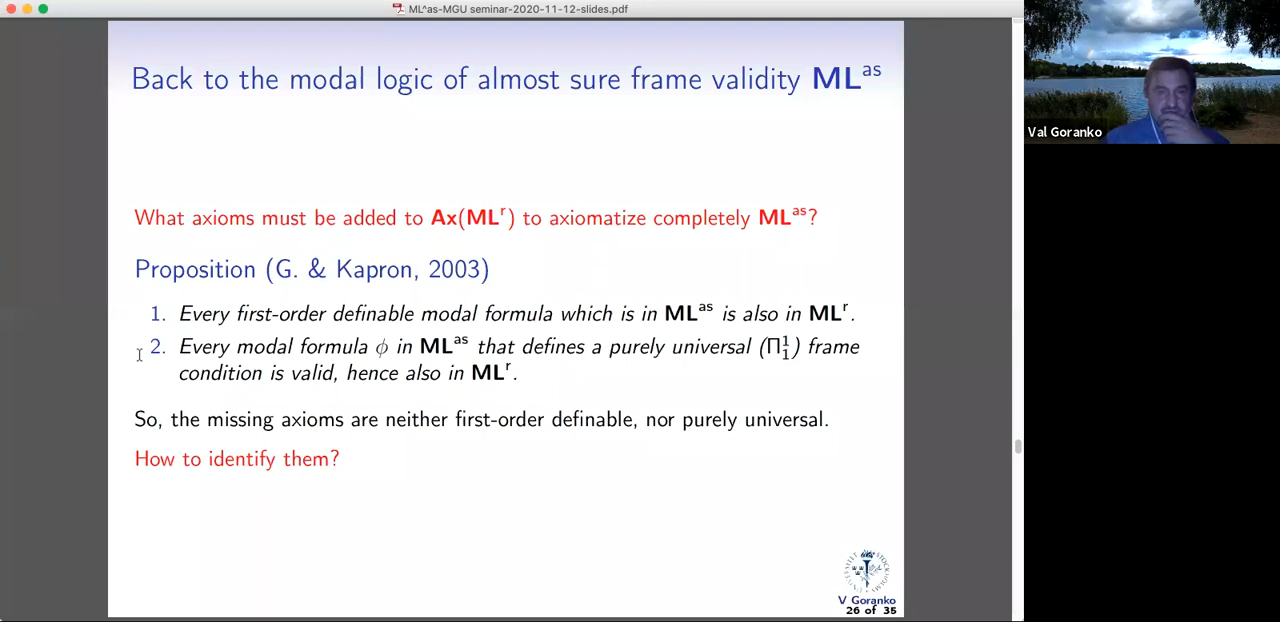 ML^as-MGU seminar-2020-11-12-slides.pdf
Back to the modal logic of almost sure frame validity ML^as
Val Goranko
What axioms must be added to Ax(ML^r) to axiomatize completely ML^as?
Proposition (G. & Kapron, 2003)
1. Every first-order definable modal formula which is in ML^as is also in ML^r.
2. Every modal formula ϕ in ML^as that defines a purely universal (Π^1_1) frame
condition is valid, hence also in ML^r.
So, the missing axioms are neither first-order definable, nor purely universal.
How to identify them?
V Goranko
26 of 35